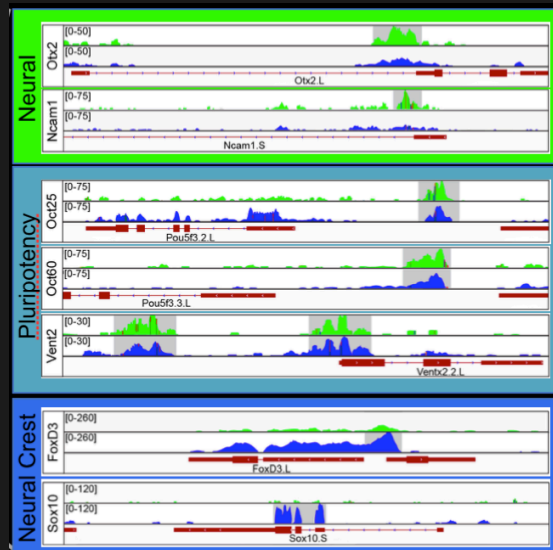 Neural
Otx2
[0-50]
[0-50]
Otx2.L
Ncam1
[0-75]
[0-75]
Ncam1.S
Pluripotency
Oct25
[0-75]
[0-75]
Pou5f3.2.L
Oct60
[0-75]
[0-75]
Pou5f3.3.L
Vent2
[0-30]
[0-30]
Ventx2.2.L
Neural Crest
FoxD3
[0-260]
[0-260]
FoxD3.L
Sox10
[0-120]
[0-120]
Sox10.S